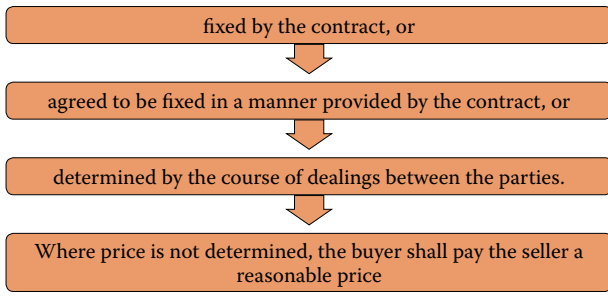 fixed by the contract, or
agreed to be fixed in a manner provided by the contract, or
determined by the course of dealings between the parties.
Where price is not determined, the buyer shall pay the seller a
reasonable price